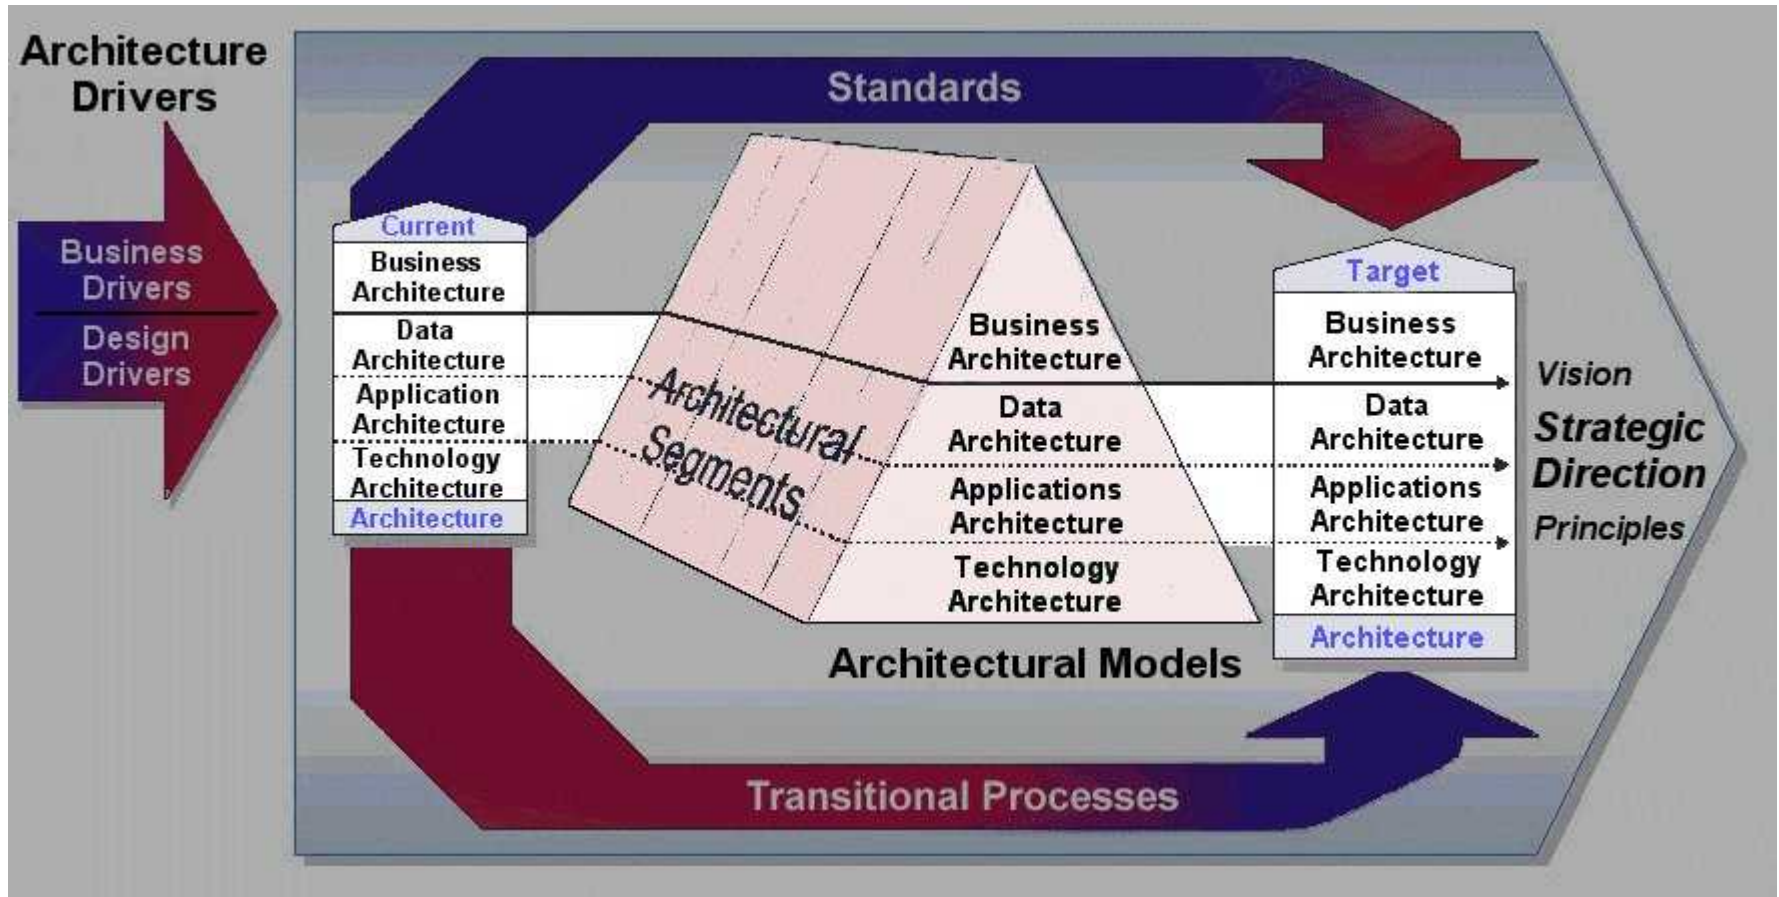 Architecture
Drivers
Business
Drivers
Design
Drivers
Standards
Current
Business
Architecture
Data
Architecture
Application
Architecture
Technology
Architecture
Architecture
Architectural
Segments
Business
Architecture
Data
Architecture
Applications
Architecture
Technology
Architecture
Architectural Models
Target
Business
Architecture
Data
Architecture
Applications
Architecture
Technology
Architecture
Architecture
Vision
Strategic
Direction
Principles
Transitional Processes